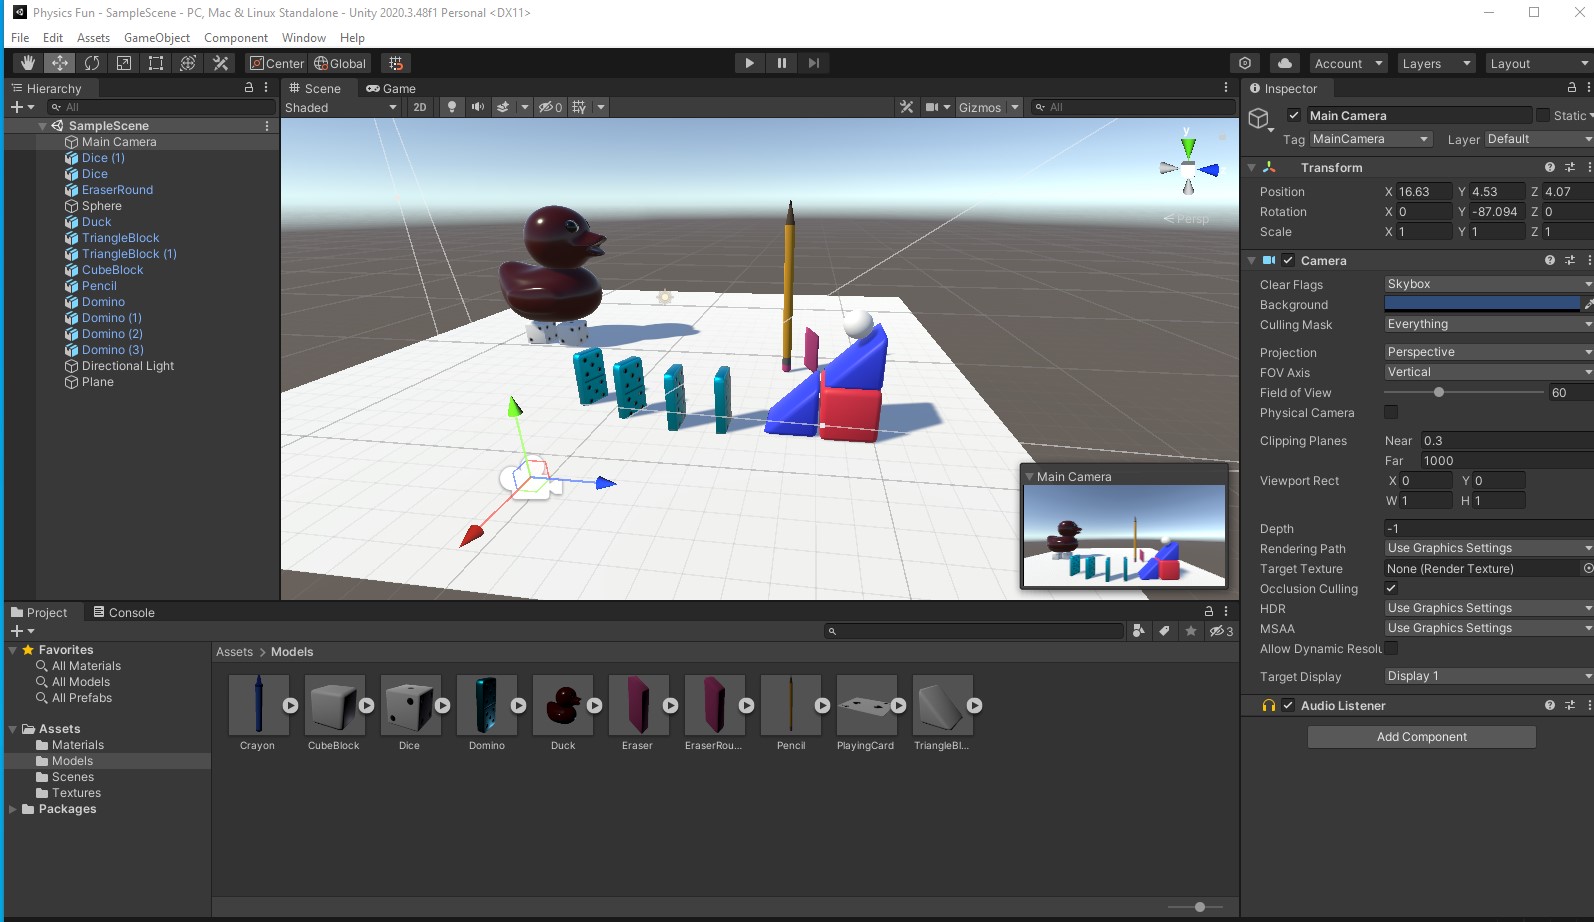 Physics Fun - SampleScene - PC, Mac & Linux Standalone - Unity 2020.3.48f1 Personal <DX11>
File Edit Assets GameObject Component Window Help
Center Global Account Layers Layout
Hierarchy
All
SampleScene
Main Camera
Dice (1)
Dice
EraserRound
Sphere
Duck
TriangleBlock
TriangleBlock (1)
CubeBlock
Pencil
Domino
Domino (1)
Domino (2)
Domino (3)
Directional Light
Plane
Scene Game
Shaded 2D 0 Gizmos All
y
Persp
Main Camera
Inspector
Main Camera Static
Tag MainCamera Layer Default
Transform
Position X 16.63 Y 4.53 Z 4.07
Rotation X 0 Y -87.094 Z 0
Scale X 1 Y 1 Z 1
Camera
Clear Flags Skybox
Background
Culling Mask Everything
Projection Perspective
FOV Axis Vertical
Field of View 60
Physical Camera
Clipping Planes Near 0.3
Far 1000
Viewport Rect X 0 Y 0
W 1 H 1
Depth -1
Rendering Path Use Graphics Settings
Target Texture None (Render Texture)
Occlusion Culling
HDR Use Graphics Settings
MSAA Use Graphics Settings
Allow Dynamic Resolu
Target Display Display 1
Audio Listener
Add Component
Project Console
3
Favorites
All Materials
All Models
All Prefabs
Assets
Materials
Models
Scenes
Textures
Packages
Assets > Models
Crayon CubeBlock Dice Domino Duck Eraser EraserRou... Pencil PlayingCard TriangleBl...